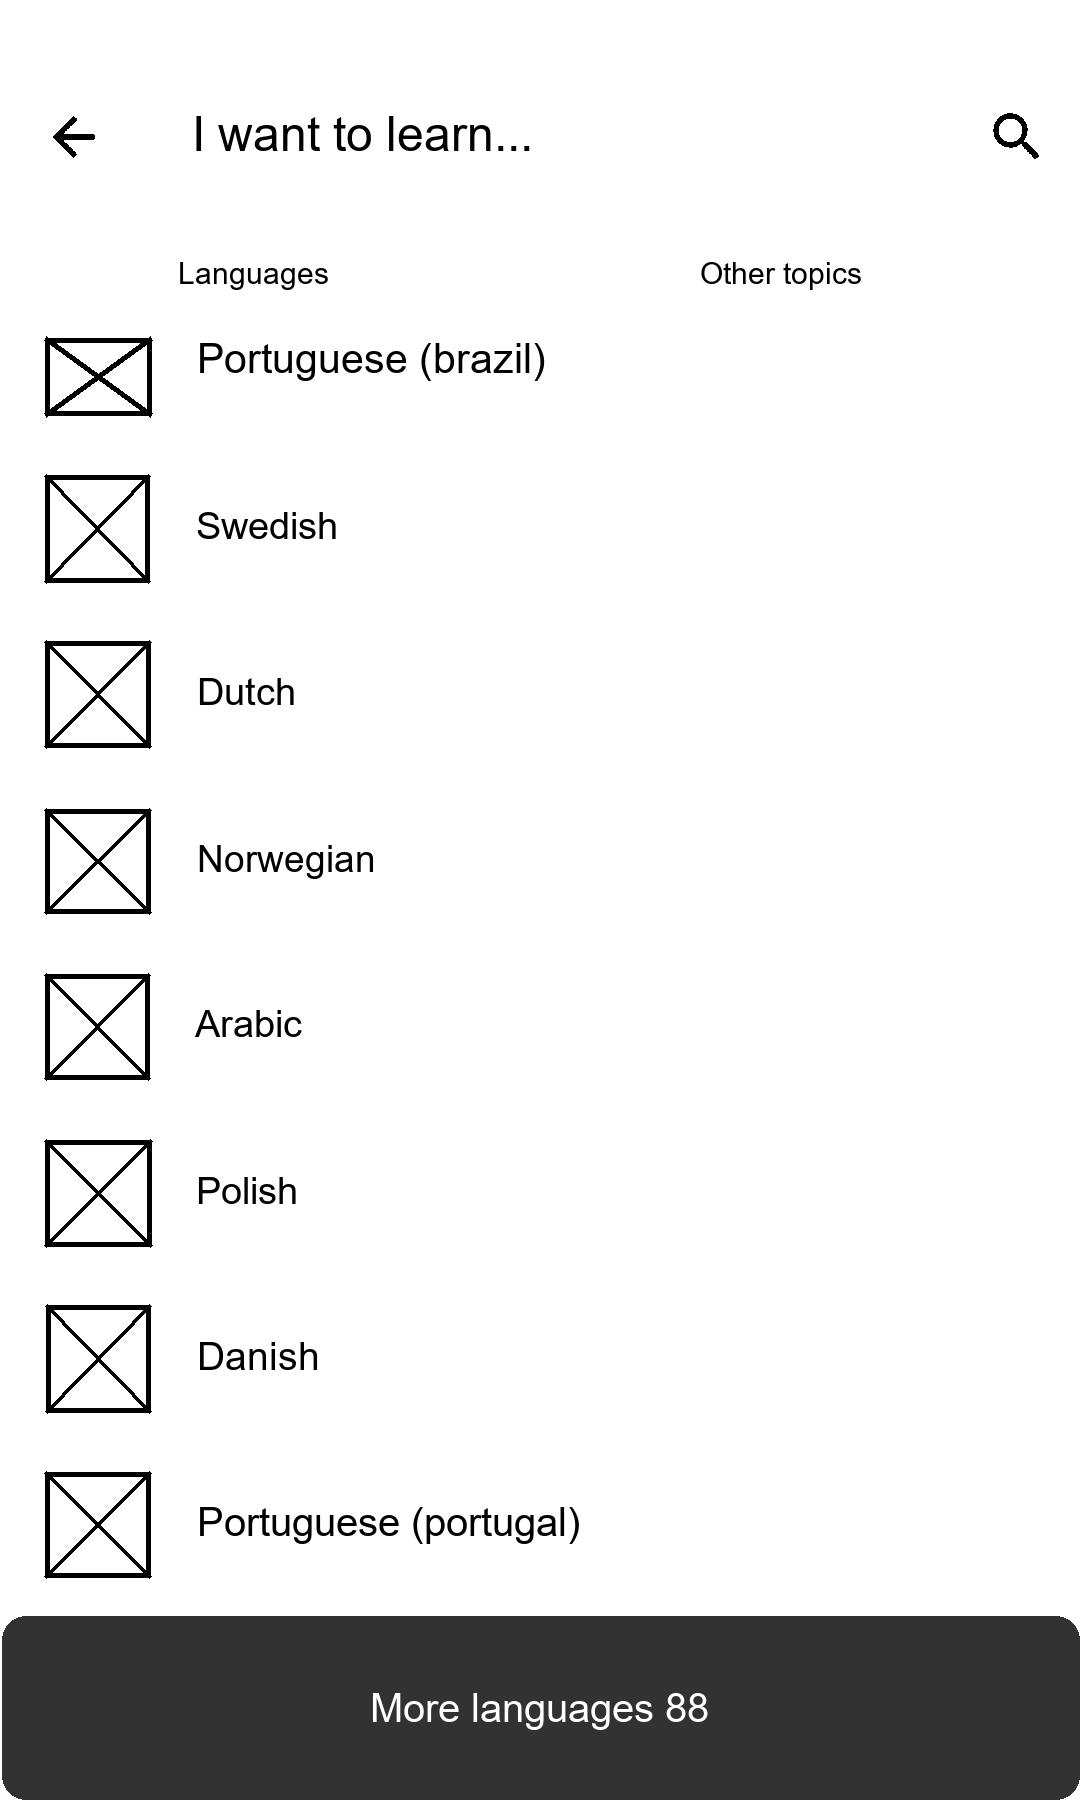 I want to learn...
Languages
Other topics
Portuguese (brazil)
Swedish
Dutch
Norwegian
Arabic
Polish
Danish
Portuguese (portugal)
More languages 88